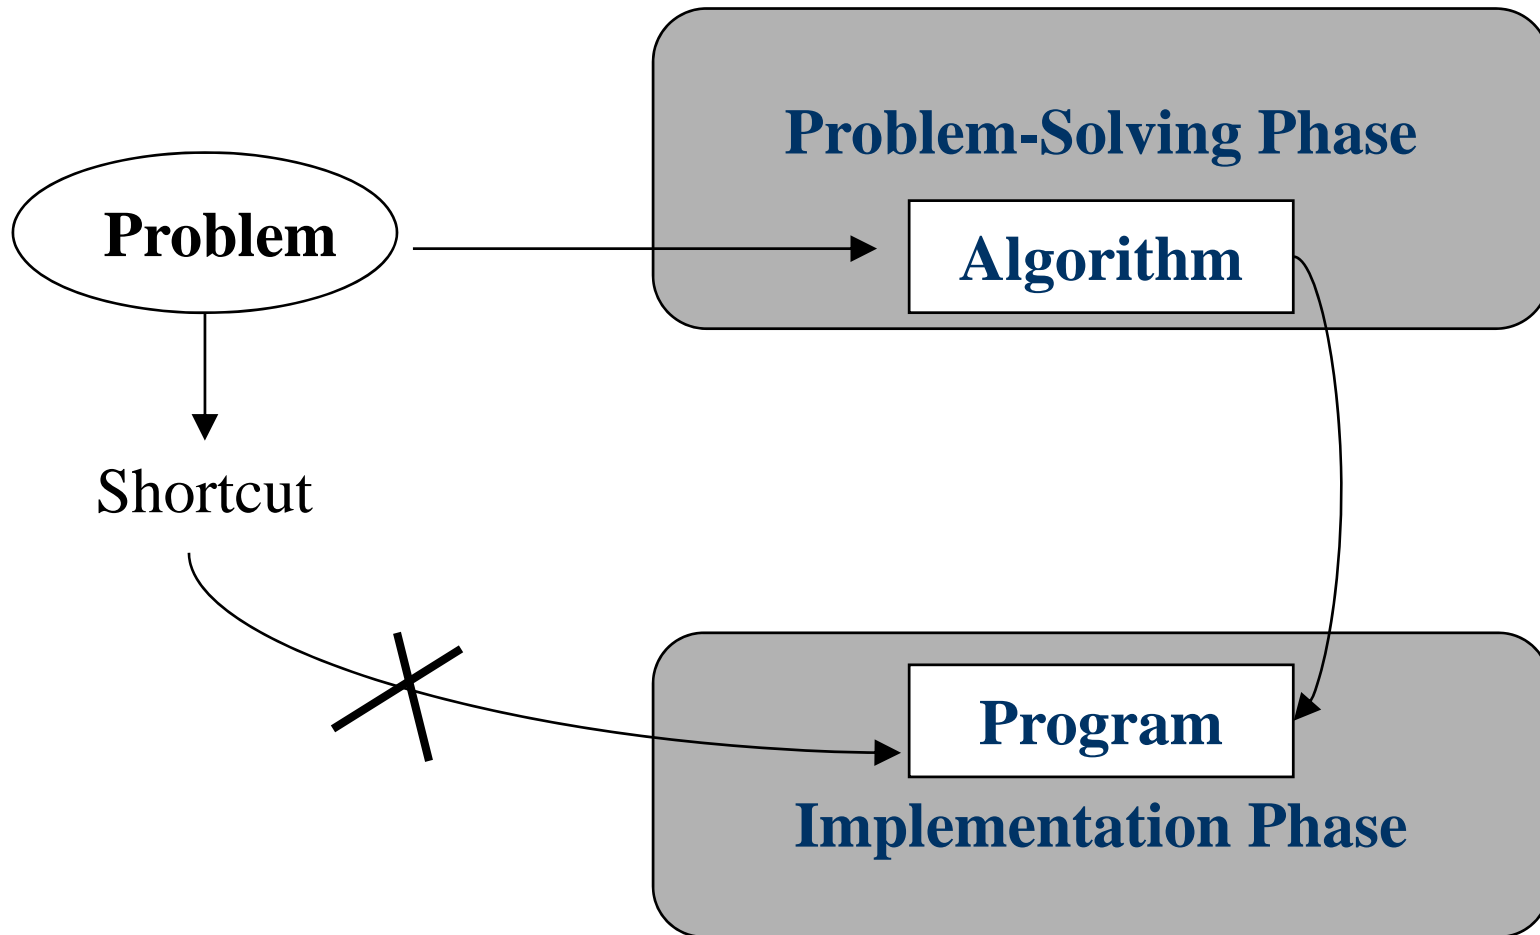 Problem-Solving Phase
Problem
Algorithm
Shortcut
Program
Implementation Phase